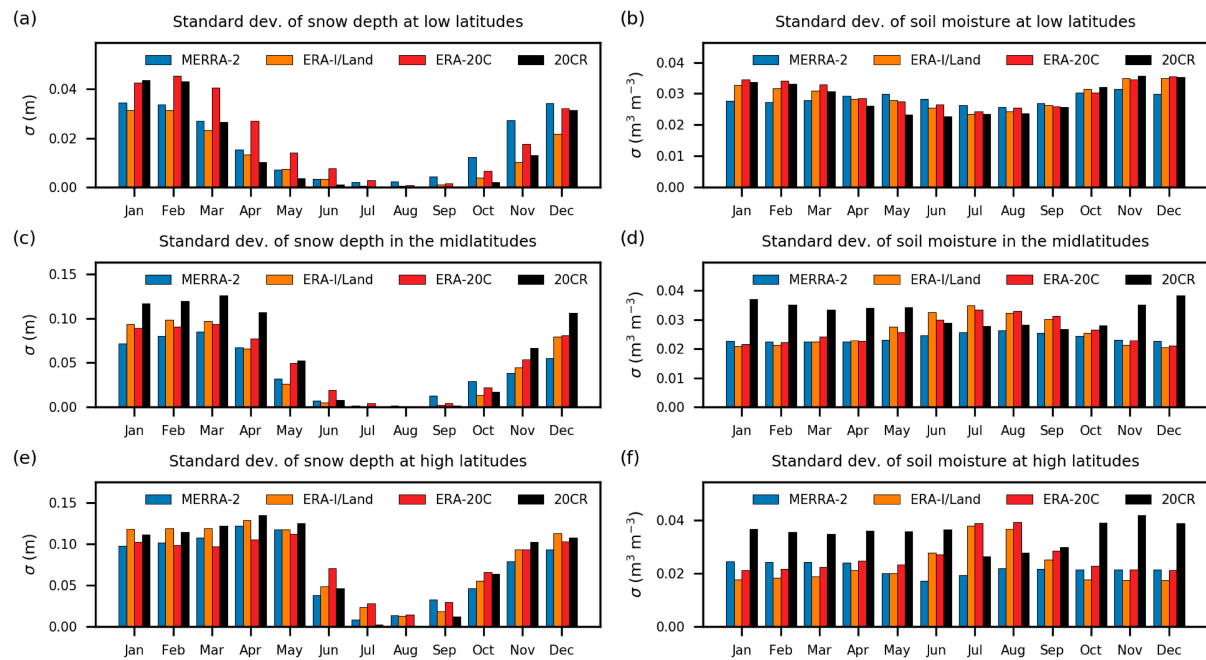 (a) Standard dev. of snow depth at low latitudes
MERRA-2 ERA-I/Land ERA-20C 20CR
σ (m)
0.04
0.02
0.00
Jan Feb Mar Apr May Jun Jul Aug Sep Oct Nov Dec
(b) Standard dev. of soil moisture at low latitudes
MERRA-2 ERA-I/Land ERA-20C 20CR
σ (m³ m⁻³)
0.04
0.03
0.02
0.01
0.00
Jan Feb Mar Apr May Jun Jul Aug Sep Oct Nov Dec
(c) Standard dev. of snow depth in the midlatitudes
MERRA-2 ERA-I/Land ERA-20C 20CR
σ (m)
0.15
0.10
0.05
0.00
Jan Feb Mar Apr May Jun Jul Aug Sep Oct Nov Dec
(d) Standard dev. of soil moisture in the midlatitudes
MERRA-2 ERA-I/Land ERA-20C 20CR
σ (m³ m⁻³)
0.04
0.03
0.02
0.01
0.00
Jan Feb Mar Apr May Jun Jul Aug Sep Oct Nov Dec
(e) Standard dev. of snow depth at high latitudes
MERRA-2 ERA-I/Land ERA-20C 20CR
σ (m)
0.15
0.10
0.05
0.00
Jan Feb Mar Apr May Jun Jul Aug Sep Oct Nov Dec
(f) Standard dev. of soil moisture at high latitudes
MERRA-2 ERA-I/Land ERA-20C 20CR
σ (m³ m⁻³)
0.04
0.02
0.00
Jan Feb Mar Apr May Jun Jul Aug Sep Oct Nov Dec